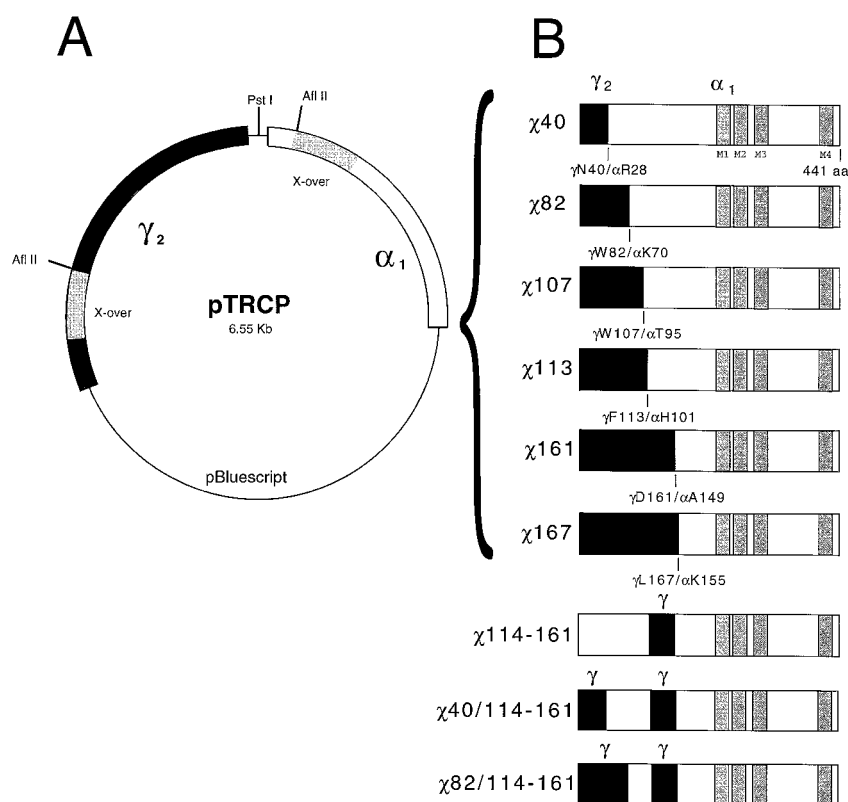 A
Pst I
Afl II
X-over
γ2
α1
Afl II
X-over
pTRCP
6.55 Kb
pBluescript
B
γ2 α1
χ40
M1 M2 M3 M4
γN40/αR28 441 aa
χ82
γW82/αK70
χ107
γW107/αT95
χ113
γF113/αH101
χ161
γD161/αA149
χ167
γL167/αK155
γ
χ114-161
γ γ
χ40/114-161
γ γ
χ82/114-161